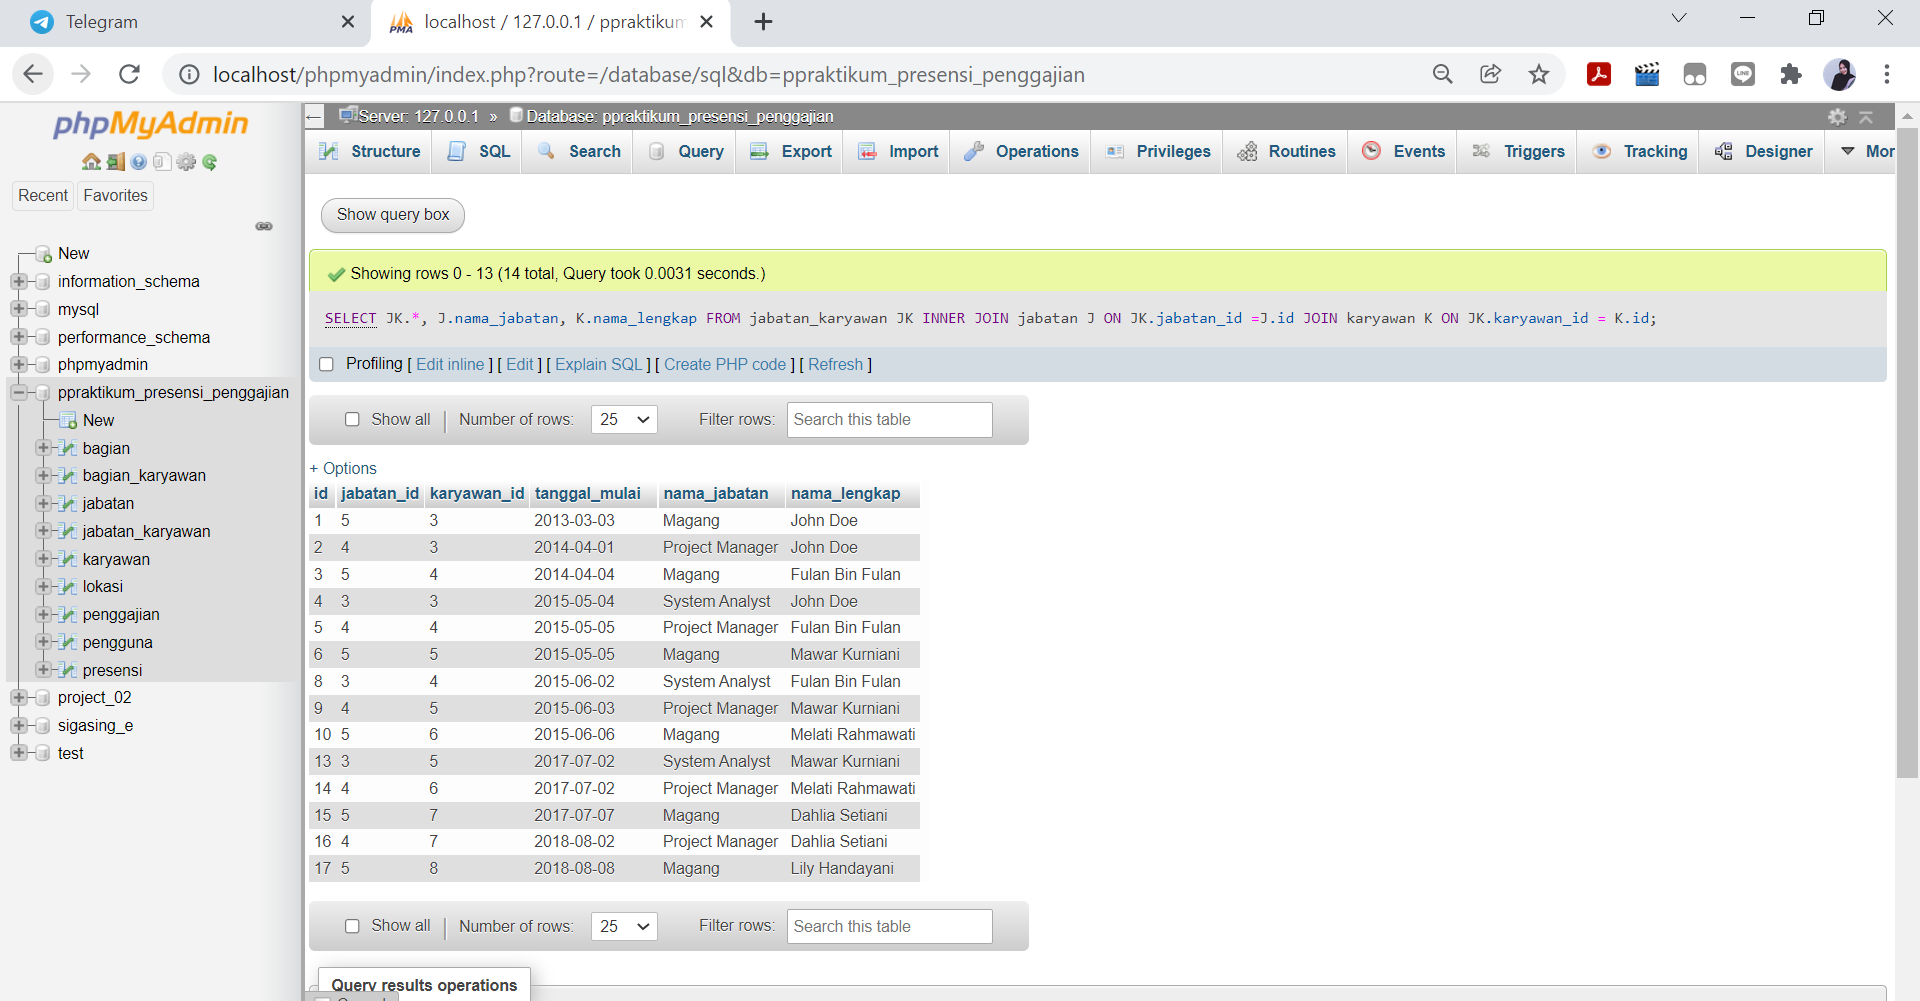 Telegram
localhost / 127.0.0.1 / ppraktikum
localhost/phpmyadmin/index.php?route=/database/sql&db=ppraktikum_presensi_penggajian
phpMyAdmin
Recent Favorites
New
information_schema
mysql
performance_schema
phpmyadmin
ppraktikum_presensi_penggajian
New
bagian
bagian_karyawan
jabatan
jabatan_karyawan
karyawan
lokasi
penggajian
pengguna
presensi
project_02
sigasing_e
test
Server: 127.0.0.1 » Database: ppraktikum_presensi_penggajian
Structure SQL Search Query Export Import Operations Privileges Routines Events Triggers Tracking Designer Mor
Show query box
Showing rows 0 - 13 (14 total, Query took 0.0031 seconds.)
SELECT JK.*, J.nama_jabatan, K.nama_lengkap FROM jabatan_karyawan JK INNER JOIN jabatan J ON JK.jabatan_id =J.id JOIN karyawan K ON JK.karyawan_id = K.id;
Profiling [ Edit inline ] [ Edit ] [ Explain SQL ] [ Create PHP code ] [ Refresh ]
Show all Number of rows: 25 Filter rows: Search this table
+ Options
id jabatan_id karyawan_id tanggal_mulai nama_jabatan nama_lengkap
1 5 3 2013-03-03 Magang John Doe
2 4 3 2014-04-01 Project Manager John Doe
3 5 4 2014-04-04 Magang Fulan Bin Fulan
4 3 3 2015-05-04 System Analyst John Doe
5 4 4 2015-05-05 Project Manager Fulan Bin Fulan
6 5 5 2015-05-05 Magang Mawar Kurniani
8 3 4 2015-06-02 System Analyst Fulan Bin Fulan
9 4 5 2015-06-03 Project Manager Mawar Kurniani
10 5 6 2015-06-06 Magang Melati Rahmawati
13 3 5 2017-07-02 System Analyst Mawar Kurniani
14 4 6 2017-07-02 Project Manager Melati Rahmawati
15 5 7 2017-07-07 Magang Dahlia Setiani
16 4 7 2018-08-02 Project Manager Dahlia Setiani
17 5 8 2018-08-08 Magang Lily Handayani
Show all Number of rows: 25 Filter rows: Search this table
Query results operations